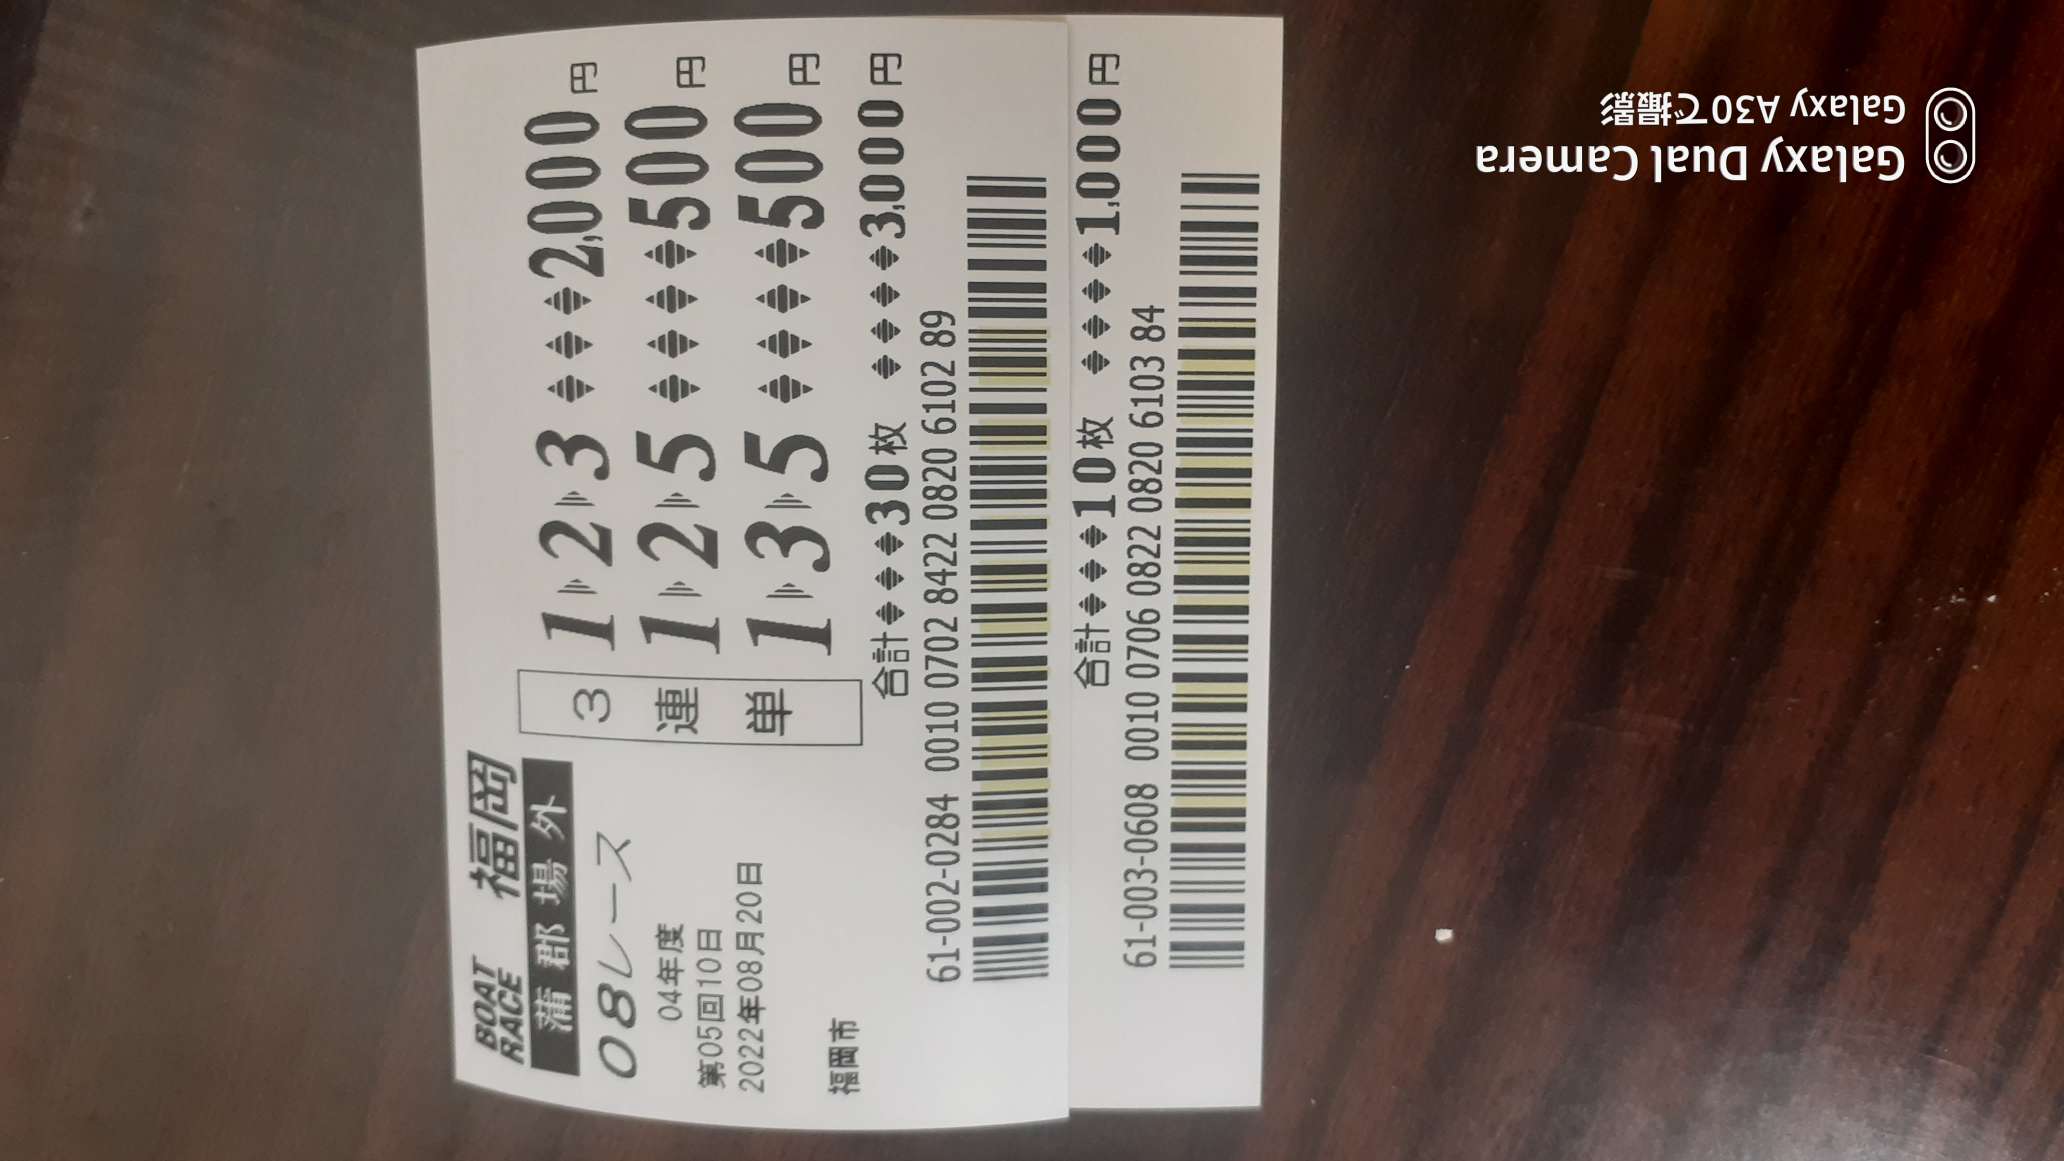 BOAT RACE 福岡
蒲郡場外
08レース
04年度
第05回10日
2022年08月20日
福岡市
3連単
1 2 3 2,000円
1 2 5 500円
1 3 5 500円
合計 30枚 3,000円
61-002-0284 0010 0702 8422 0820 6102 89
合計 10枚 1,000円
61-003-0608 0010 0706 0822 0820 6103 84
Galaxy Dual Camera
Galaxy A30で撮影